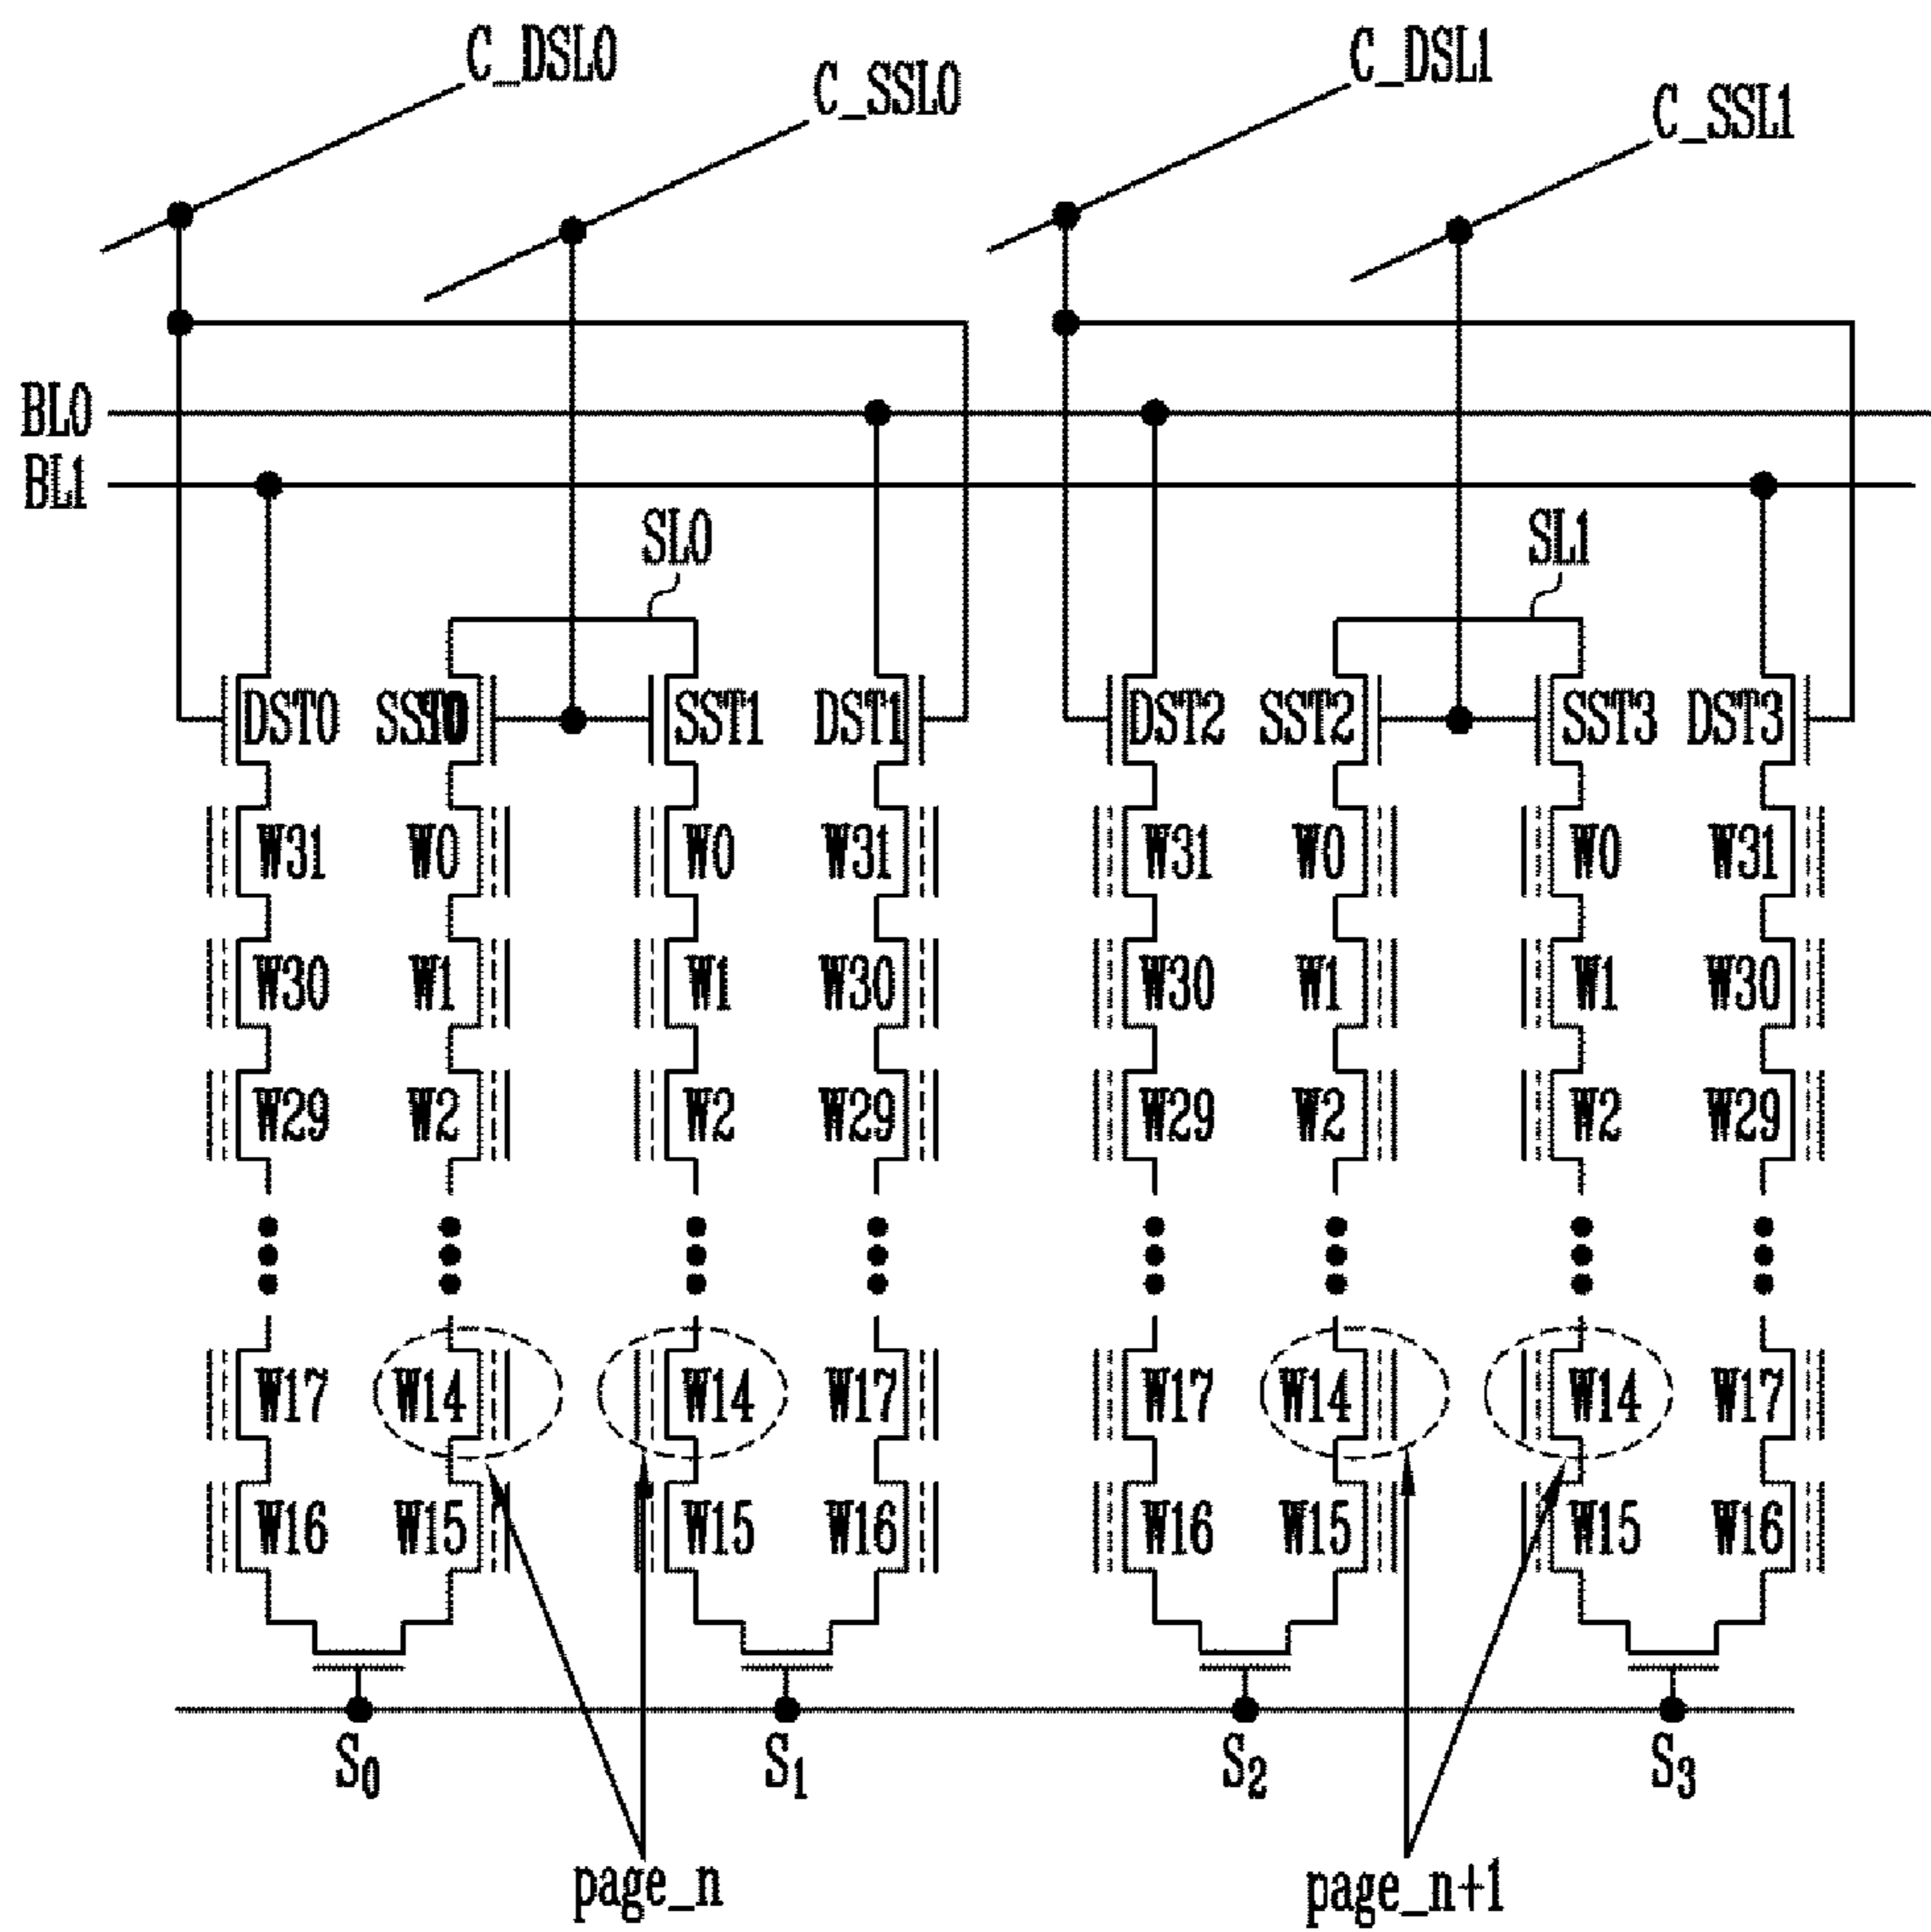 C_DSL0 C_DSL1
C_SSL0 C_SSL1
BL0
BL1
SL0 SL1
DST0 SST0 SST1 DST1 DST2 SST2 SST3 DST3
W31 W0 W0 W31 W31 W0 W0 W31
W30 W1 W1 W30 W30 W1 W1 W30
W29 W2 W2 W29 W29 W2 W2 W29
W17 W14 W14 W17 W17 W14 W14 W17
W16 W15 W15 W16 W16 W15 W15 W16
S0 S1 S2 S3
page_n page_n+1